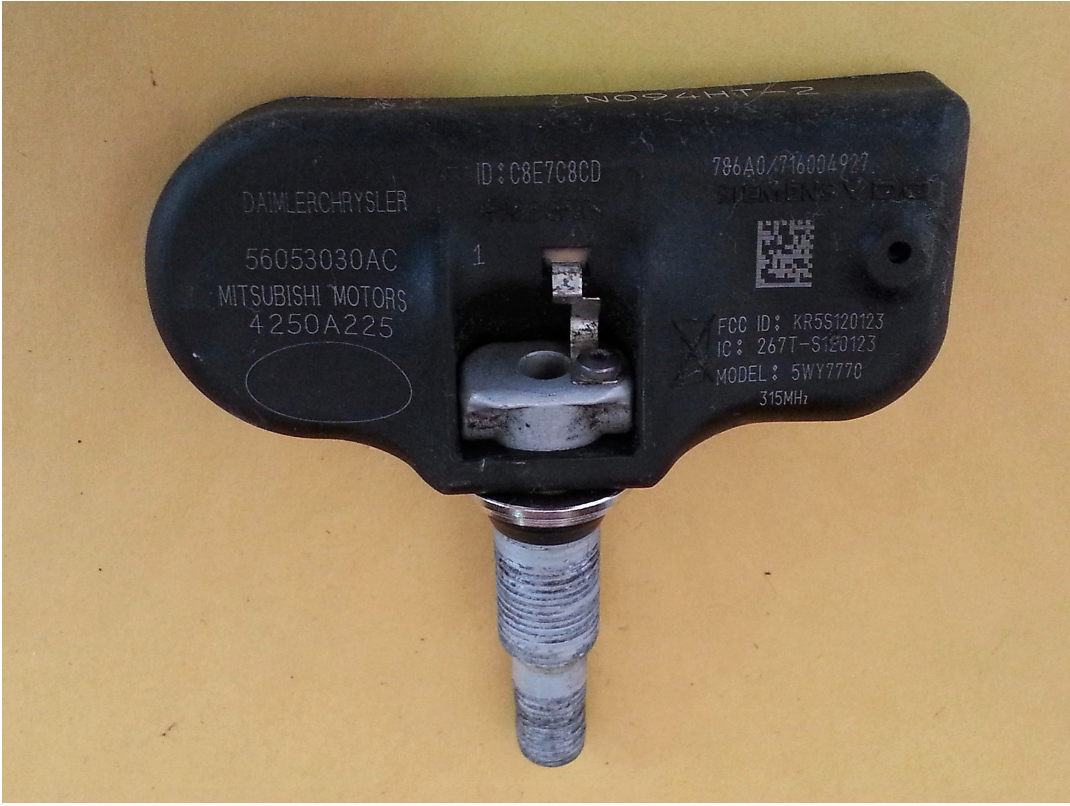 N094HT-2
ID:C8E7C8CD
786A0/716004927
SIEMENS VDO
DAIMLERCHRYSLER
56053030AC
1
MITSUBISHI MOTORS
4250A225
FCC ID: KR5S120123
IC: 267T-S120123
MODEL: 5WY7770
315MHz